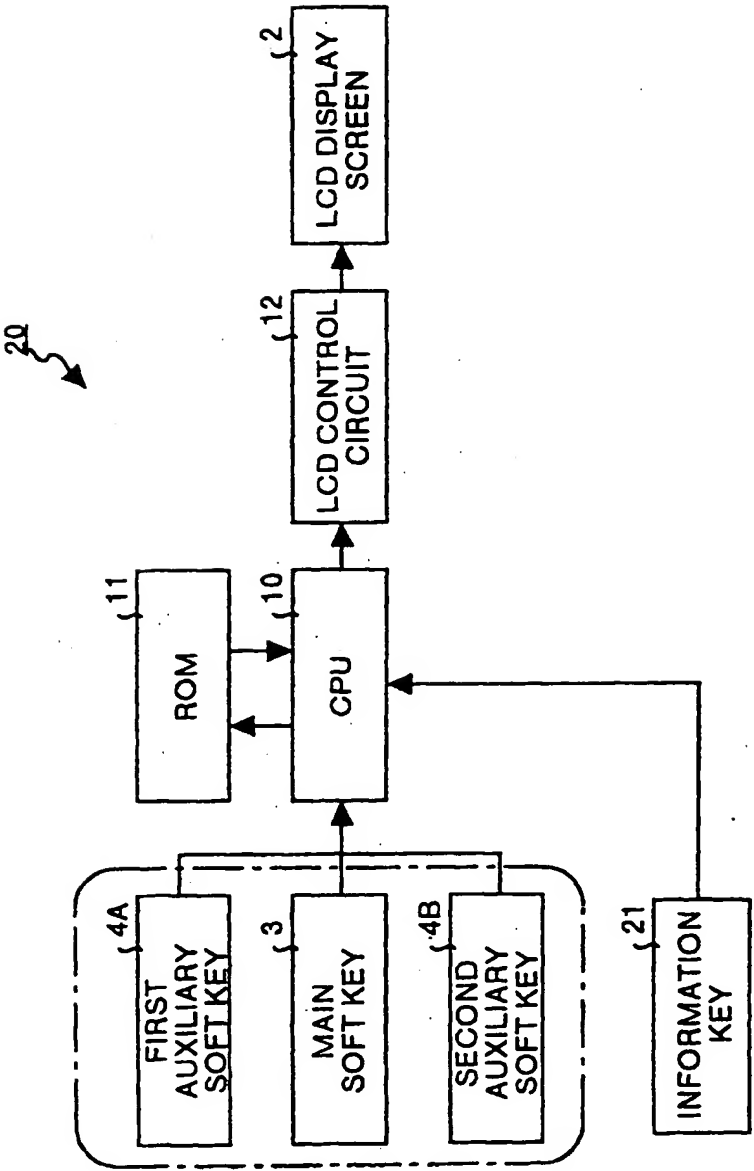 20
4A
FIRST
AUXILIARY
SOFT KEY
3
MAIN
SOFT KEY
4B
SECOND
AUXILIARY
SOFT KEY
21
INFORMATION
KEY
11
ROM
10
CPU
12
LCD CONTROL
CIRCUIT
2
LCD DISPLAY
SCREEN